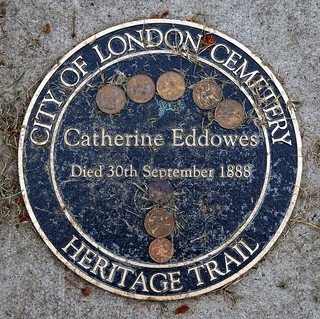 CITY OF LONDON CEMETERY
Catherine Eddowes
Died 30th September 1888
HERITAGE TRAIL